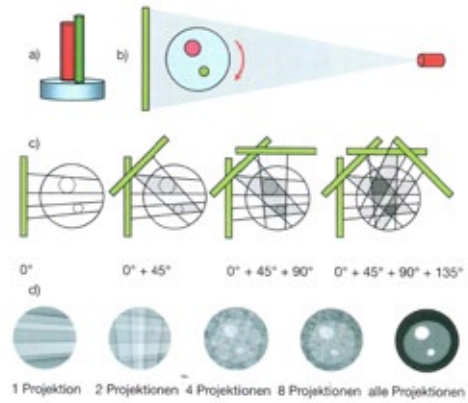 a)
b)
c)
0°
0° + 45°
0° + 45° + 90°
0° + 45° + 90° + 135°
d)
1 Projektion
2 Projektionen
4 Projektionen
8 Projektionen
alle Projektionen